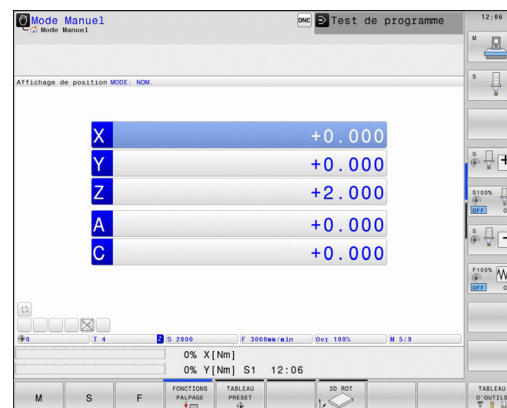 Mode Manuel
DNC
Test de programme
12:06
Mode Manuel
M
Affichage de position MODE: NOM.
S
X +0.000
Y +0.000
Z +2.000
A +0.000
C +0.000
S
S100%
OFF
S
F100%
OFF
0 T 4 Z S 2000 F 3000mm/min Ovr 100% M 5/9
0% X[Nm]
0% Y[Nm] S1 12:06
M
S
F
FONCTIONS
PALPAGE
TABLEAU
PRESET
3D ROT
TABLEAU
D'OUTILS